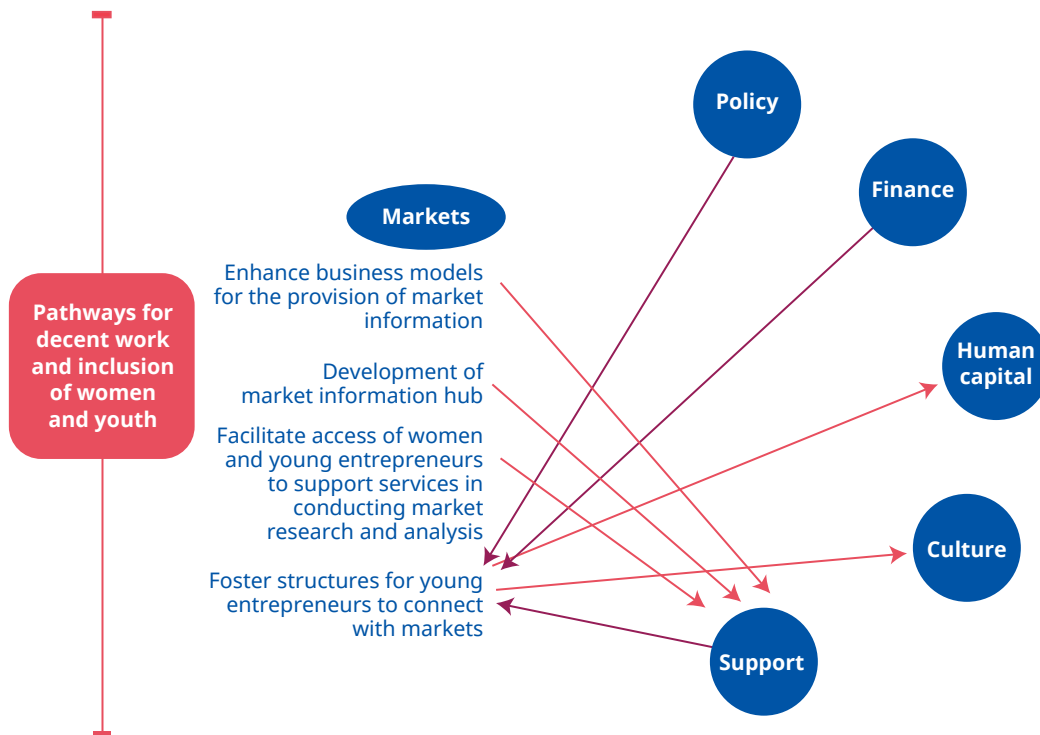 Policy
Finance
Markets
Enhance business models
for the provision of market
information
Pathways for
decent work
and inclusion
of women
and youth
Human
capital
Development of
market information hub
Facilitate access of women
and young entrepreneurs
to support services in
conducting market
research and analysis
Culture
Foster structures for young
entrepreneurs to connect
with markets
Support